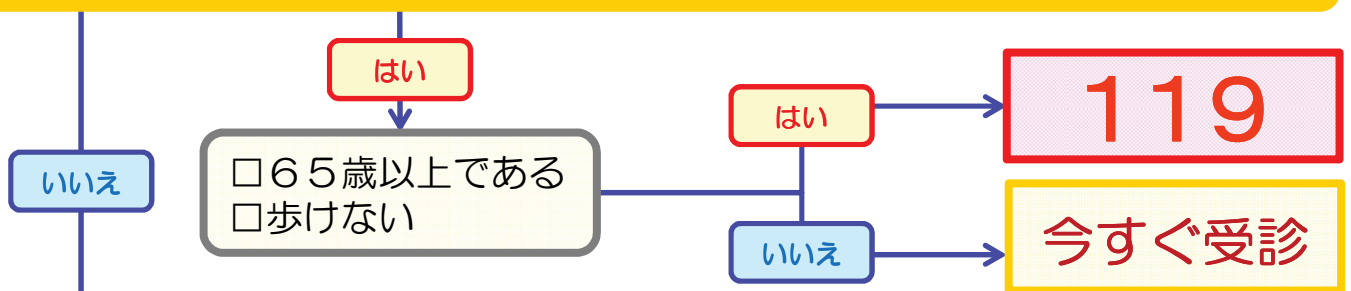 はい
はい
119
いいえ
□65歳以上である
□歩けない
いいえ
今すぐ受診